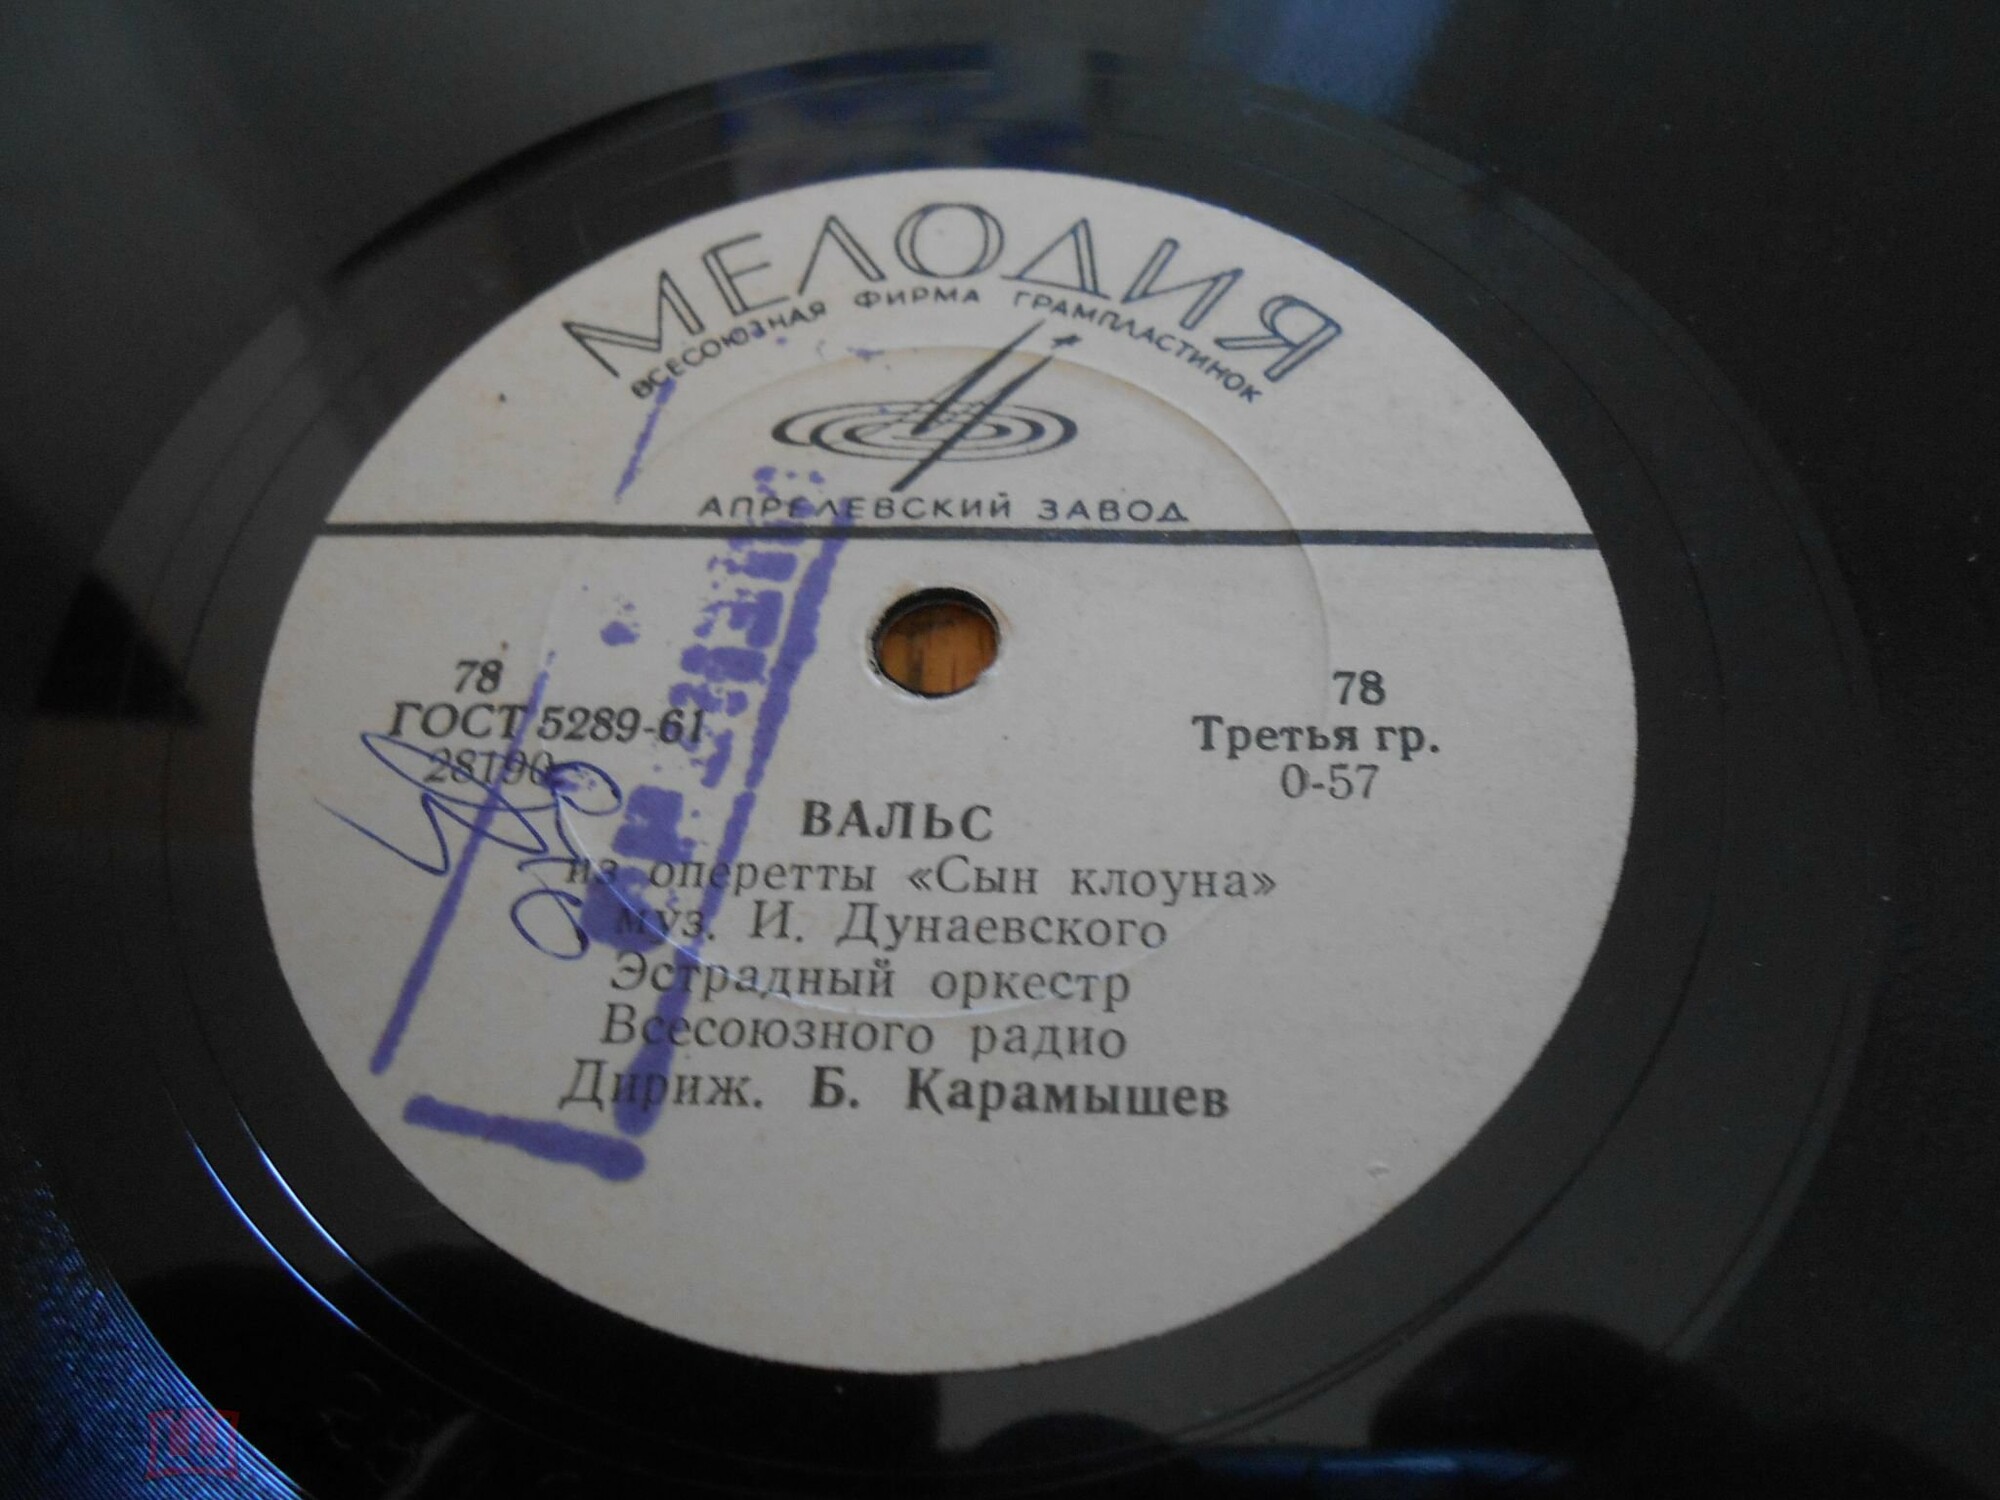 МЕЛОДИЯ
ВСЕСОЮЗНАЯ ФИРМА ГРАМПЛАСТИНОК
АПРЕЛЕВСКИЙ ЗАВОД
78
ГОСТ 5289-61
28190
78
Третья гр.
0-57
ВАЛЬС
из оперетты «Сын клоуна»
муз. И. Дунаевского
Эстрадный оркестр
Всесоюзного радио
Дириж. Б. Карамышев